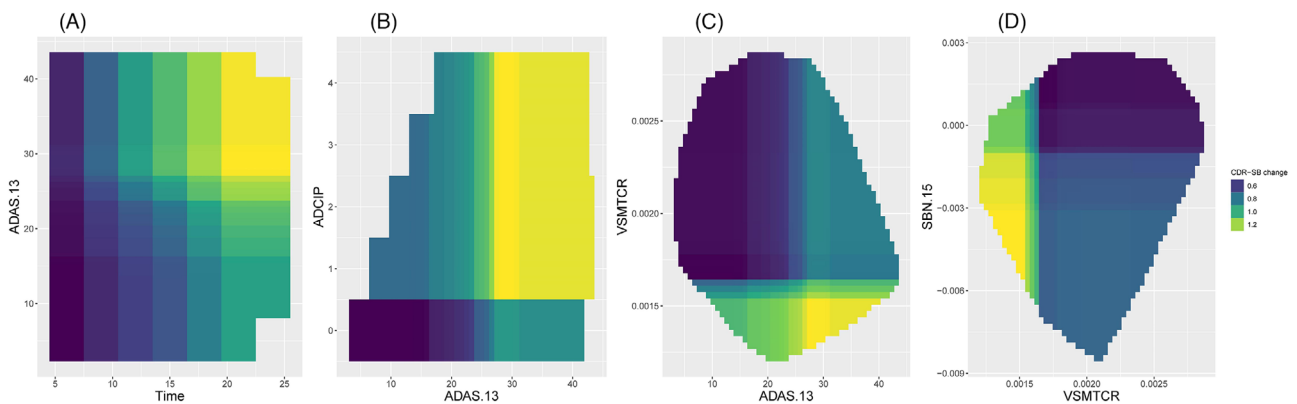 (A)
(B)
(C)
(D)
ADAS.13
40
30
20
10
5
10
15
20
25
Time
ADCIP
4
3
2
1
0
10
20
30
40
ADAS.13
VSMTCR
0.0025
0.0020
0.0015
10
20
30
40
ADAS.13
SBN.15
0.003
0.000
−0.003
−0.006
−0.009
0.0015
0.0020
0.0025
VSMTCR
CDR−SB change
0.6
0.8
1.0
1.2